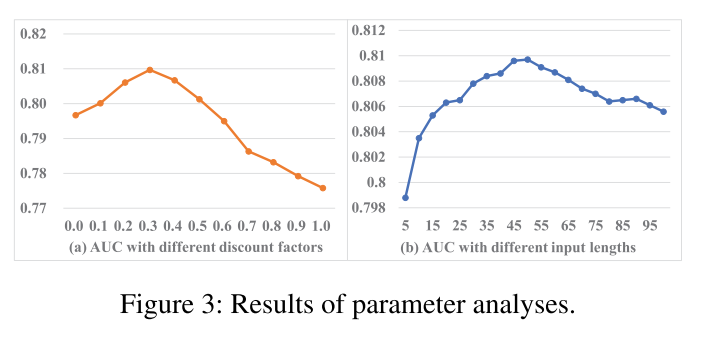 0.82
0.81
0.80
0.79
0.78
0.77
0.0 0.1 0.2 0.3 0.4 0.5 0.6 0.7 0.8 0.9 1.0
(a) AUC with different discount factors
0.812
0.81
0.808
0.806
0.804
0.802
0.8
0.798
5 15 25 35 45 55 65 75 85 95
(b) AUC with different input lengths
Figure 3: Results of parameter analyses.